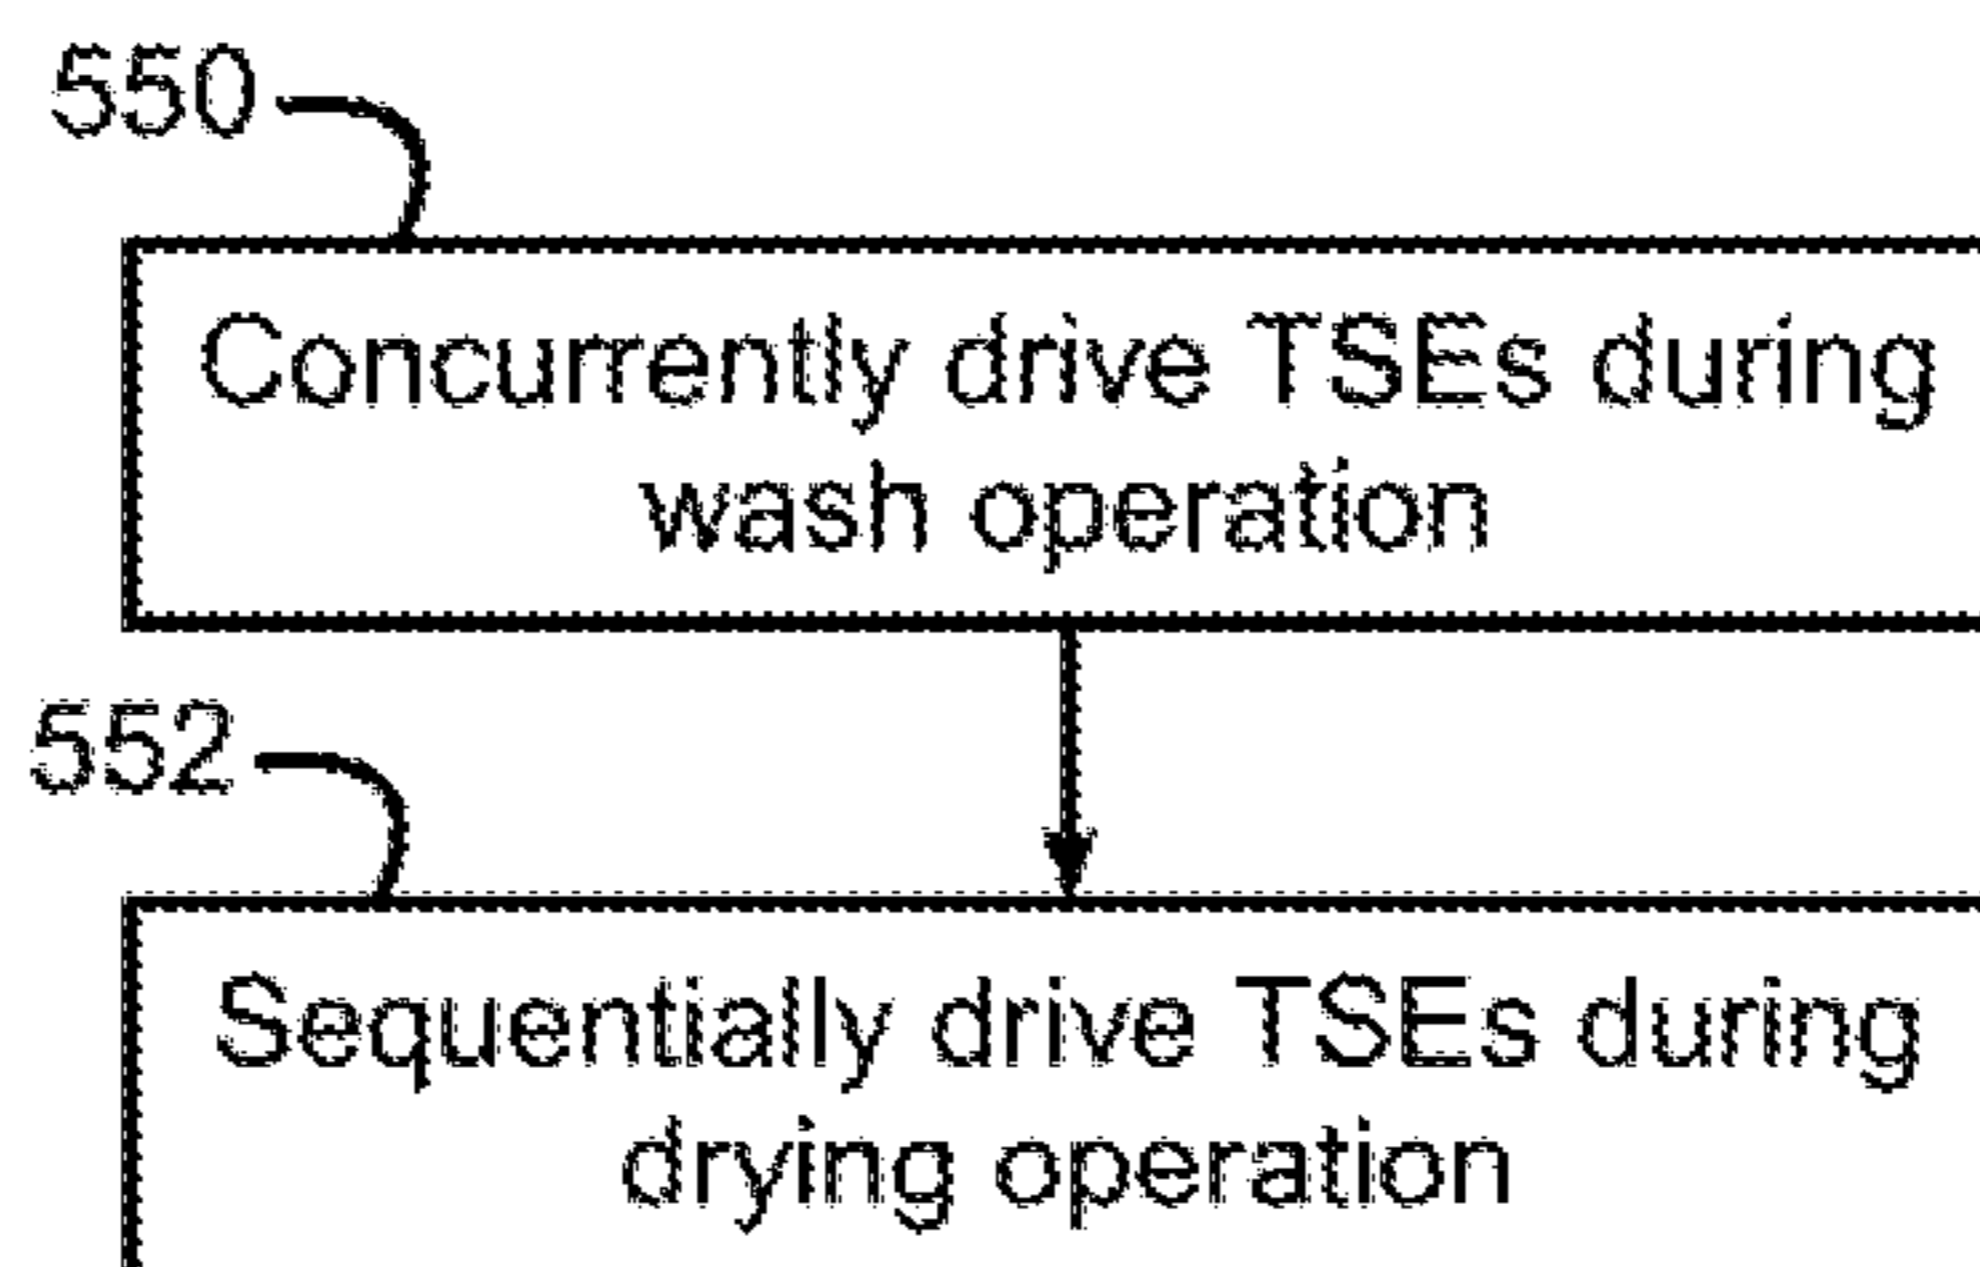 550
Concurrently drive TSEs during
wash operation
552
Sequentially drive TSEs during
drying operation